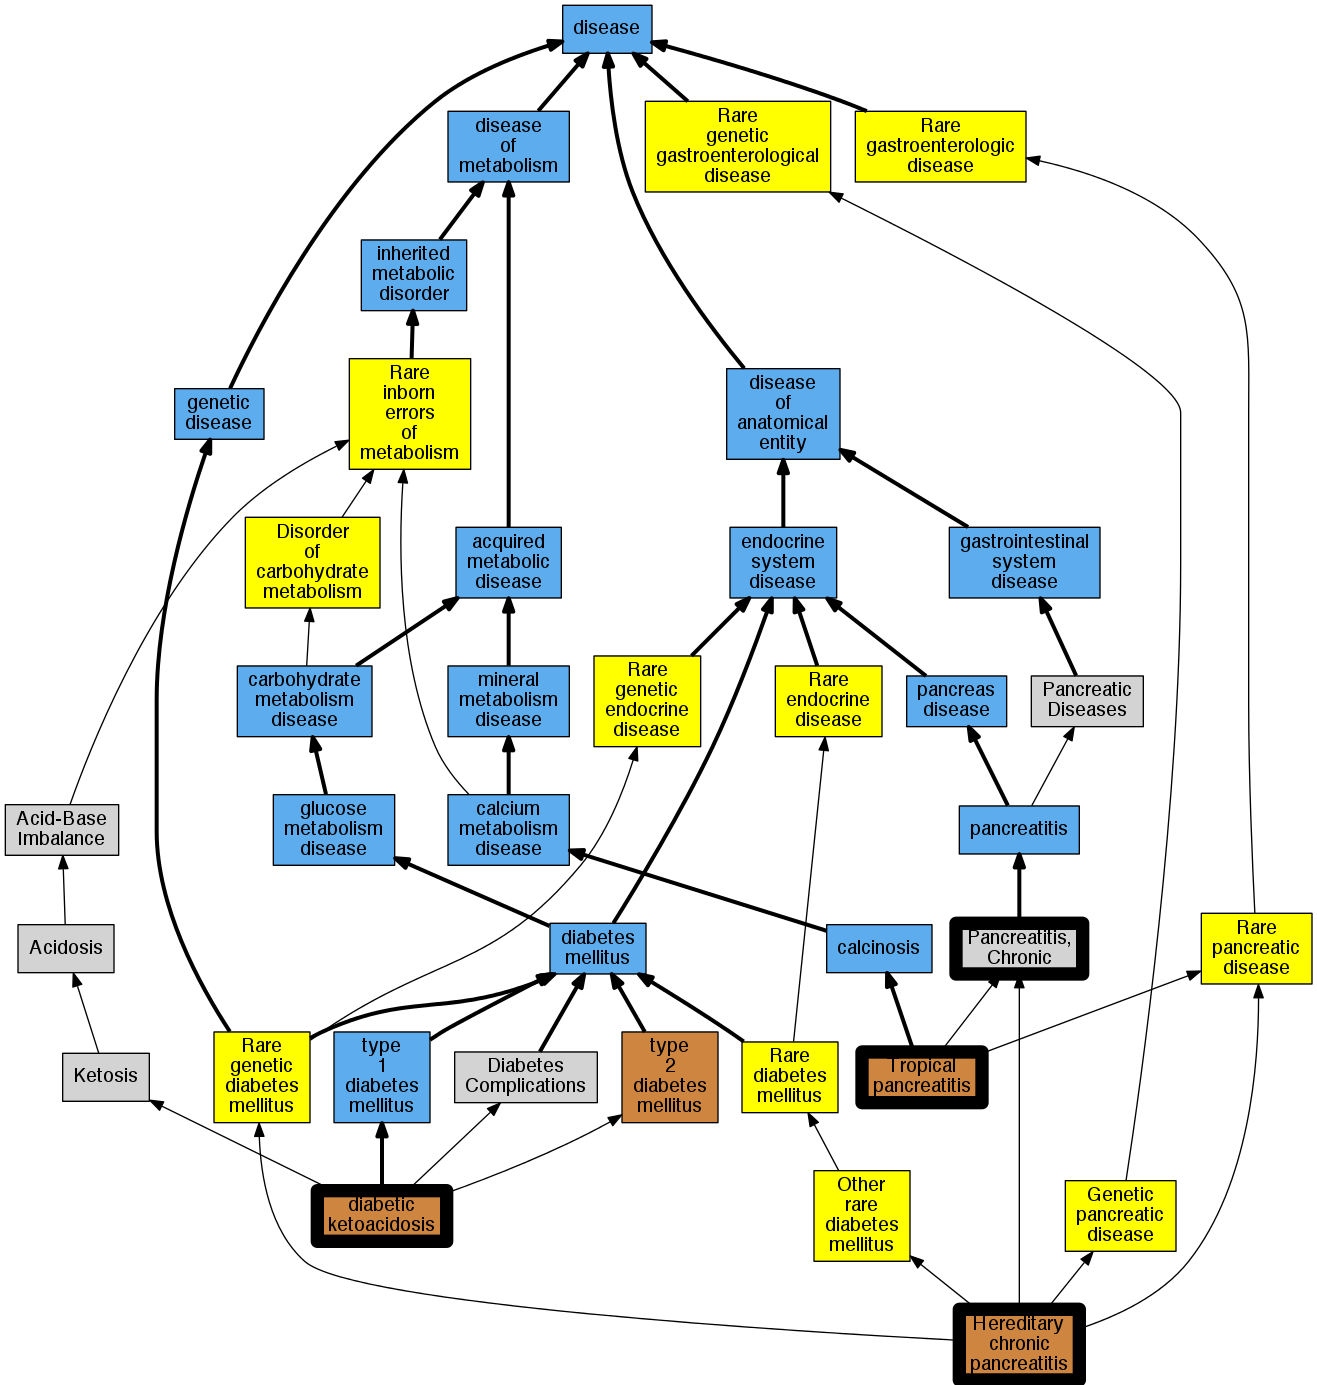 disease
disease
of
metabolism
Rare
genetic
gastroenterological
disease
Rare
gastroenterologic
disease
inherited
metabolic
disorder
genetic
disease
Rare
inborn
errors
of
metabolism
disease
of
anatomical
entity
Disorder
of
carbohydrate
metabolism
acquired
metabolic
disease
endocrine
system
disease
gastrointestinal
system
disease
carbohydrate
metabolism
disease
mineral
metabolism
disease
Rare
genetic
endocrine
disease
Rare
endocrine
disease
pancreas
disease
Pancreatic
Diseases
Acid-Base
Imbalance
glucose
metabolism
disease
calcium
metabolism
disease
pancreatitis
Acidosis
diabetes
mellitus
calcinosis
Pancreatitis,
Chronic
Rare
pancreatic
disease
Ketosis
Rare
genetic
diabetes
mellitus
type
1
diabetes
mellitus
Diabetes
Complications
type
2
diabetes
mellitus
Rare
diabetes
mellitus
Tropical
pancreatitis
diabetic
ketoacidosis
Other
rare
diabetes
mellitus
Genetic
pancreatic
disease
Hereditary
chronic
pancreatitis